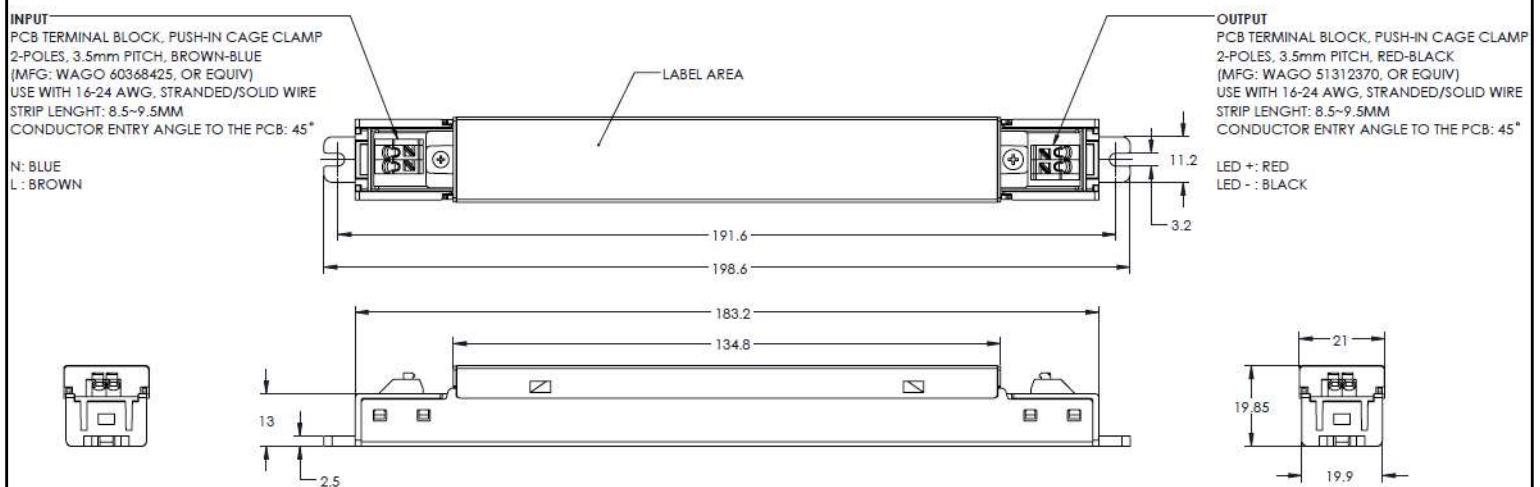 INPUT
PCB TERMINAL BLOCK, PUSH-IN CAGE CLAMP
2-POLES, 3.5mm PITCH, BROWN-BLUE
(MFG: WAGO 60368425, OR EQUIV)
USE WITH 16-24 AWG, STRANDED/SOLID WIRE
STRIP LENGHT: 8.5~9.5MM
CONDUCTOR ENTRY ANGLE TO THE PCB: 45°
N: BLUE
L : BROWN
LABEL AREA
OUTPUT
PCB TERMINAL BLOCK, PUSH-IN CAGE CLAMP
2-POLES, 3.5mm PITCH, RED-BLACK
(MFG: WAGO 51312370, OR EQUIV)
USE WITH 16-24 AWG, STRANDED/SOLID WIRE
STRIP LENGHT: 8.5~9.5MM
CONDUCTOR ENTRY ANGLE TO THE PCB: 45°
LED +: RED
LED - : BLACK
11.2
3.2
191.6
198.6
183.2
134.8
13
2.5
21
19.85
19.9